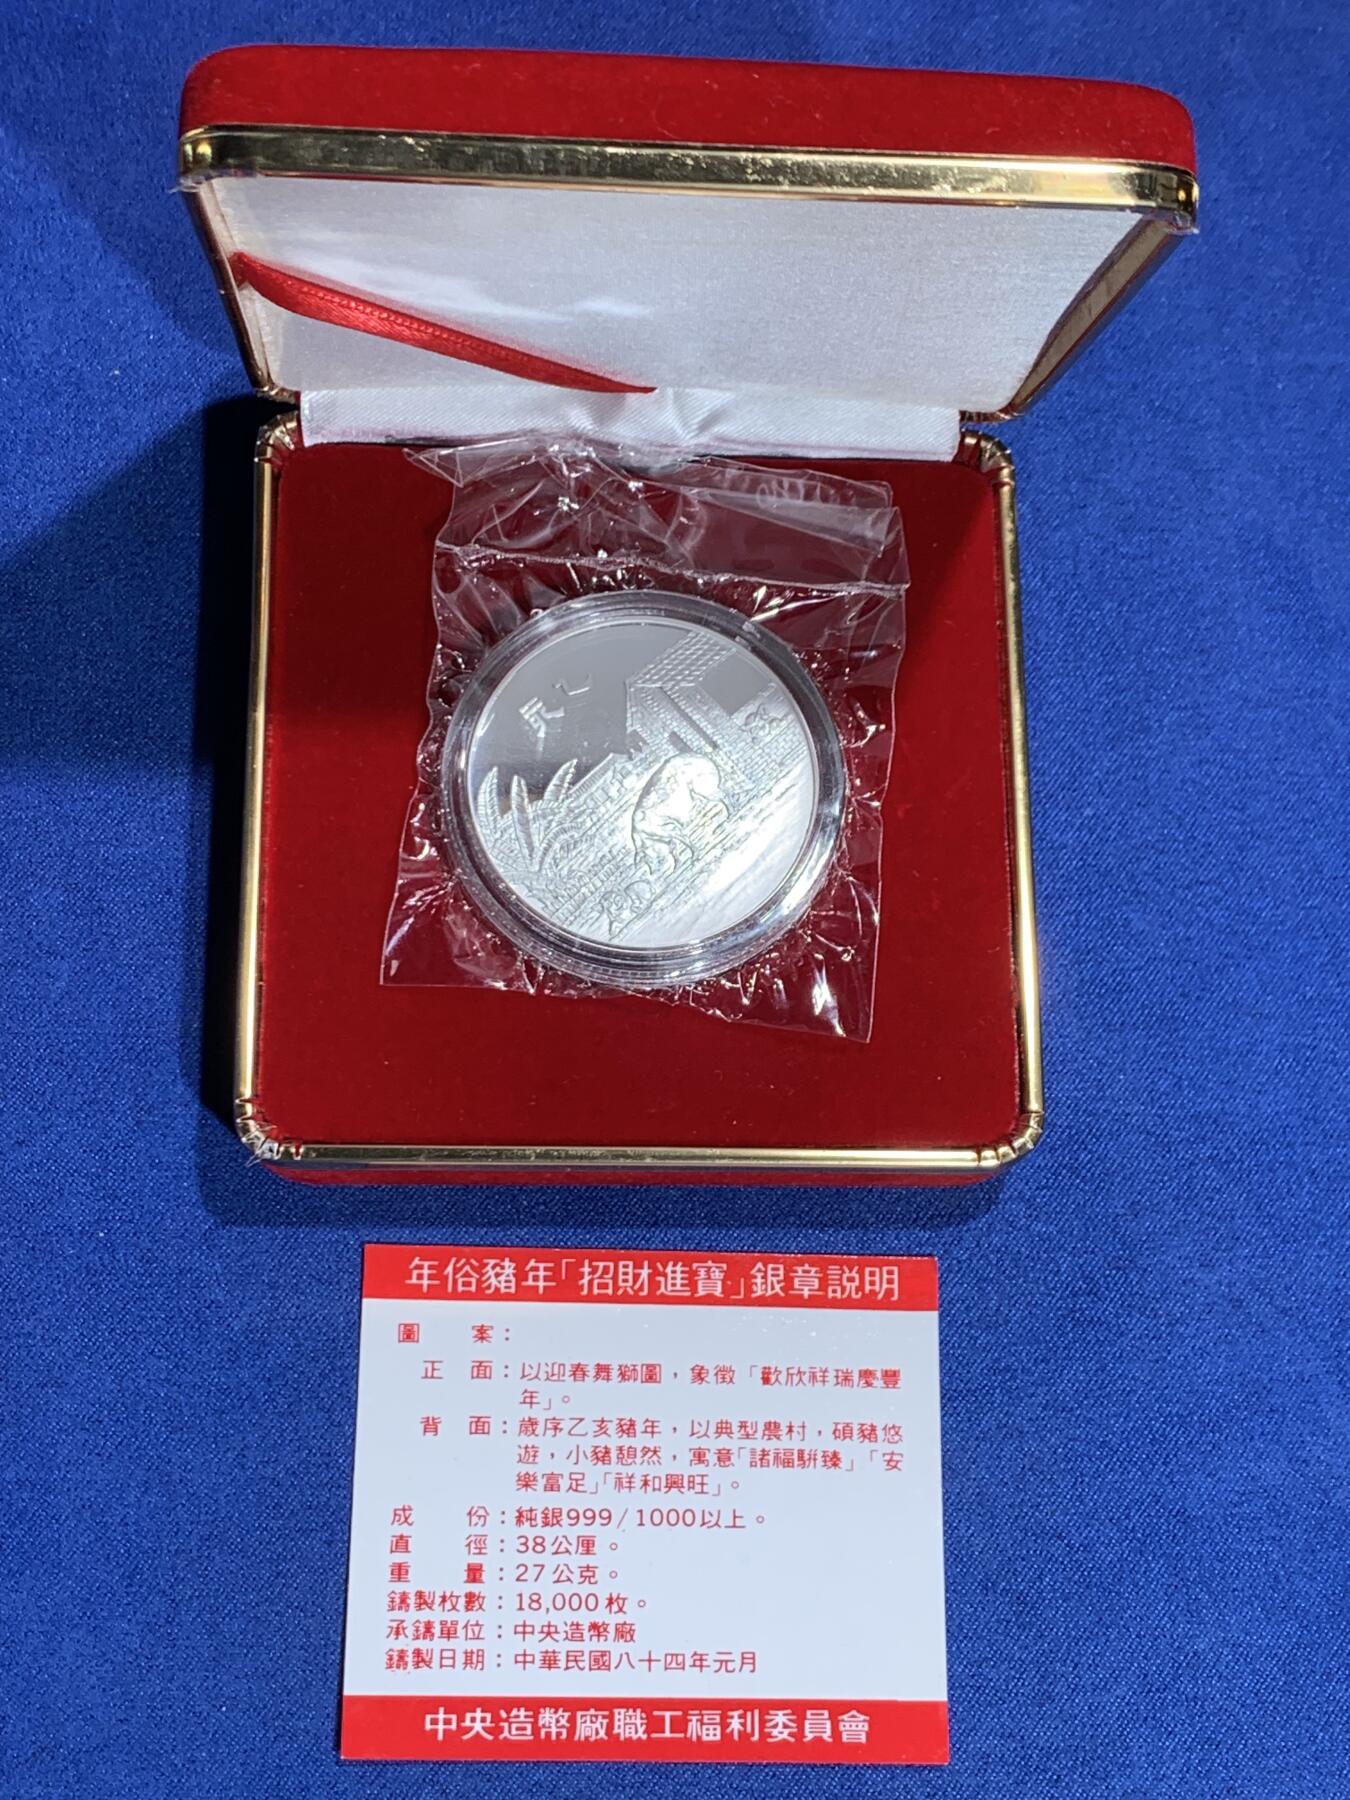 乙亥
年俗豬年「招財進寶」銀章説明
圖案：
正面：以迎春舞獅圖，象徵「歡欣祥瑞慶豐
年」。
背面：歲序乙亥豬年，以典型農村，碩豬悠
遊，小豬憩然，寓意「諸福駢臻」「安
樂富足」「祥和興旺」。
成份：純銀999/1000以上。
直徑：38公厘。
重量：27公克。
鑄製枚數：18,000枚。
承鑄單位：中央造幣廠
鑄製日期：中華民國八十四年元月
中央造幣廠職工福利委員會